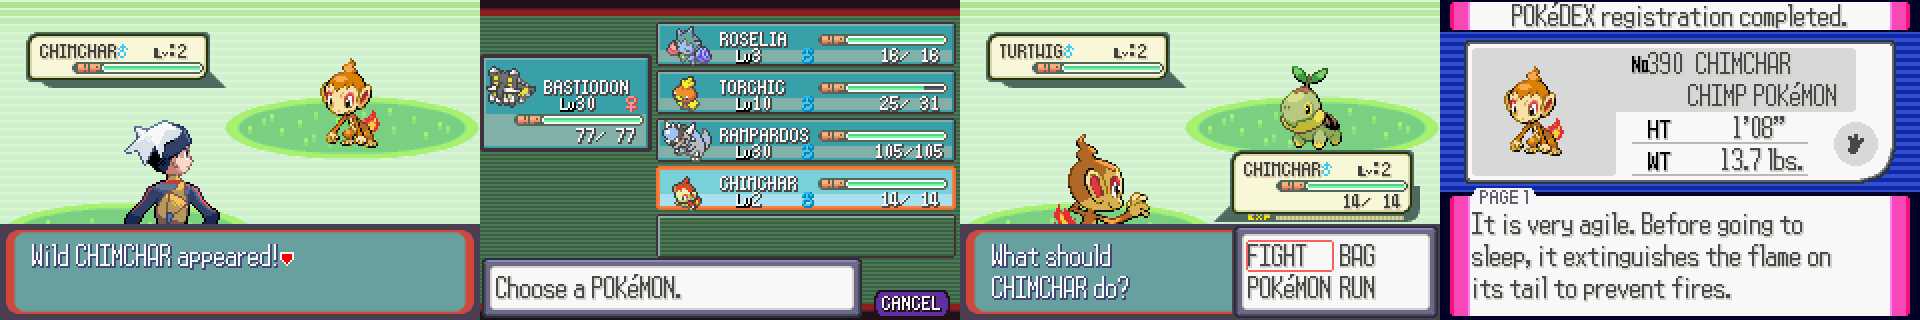 CHIMCHAR♂ Lv:2
HP
Wild CHIMCHAR appeared!♥
BASTIODON
Lv30 ♀
HP
77/ 77
ROSELIA
Lv3 ♂ HP 16/ 16
TORCHIC
Lv10 ♂ HP 25/ 31
RAMPARDOS
Lv30 ♂ HP 105/105
CHIMCHAR
Lv2 ♂ HP 14/ 14
Choose a POKéMON.
CANCEL
TURTWIG♂ Lv:2
HP
CHIMCHAR♂ Lv:2
HP
14/ 14
EXP
What should
CHIMCHAR do?
FIGHT BAG
POKéMON RUN
POKéDEX registration completed.
No390 CHIMCHAR
CHIMP POKéMON
HT 1'08”
WT 13.7 lbs.
PAGE 1
It is very agile. Before going to
sleep, it extinguishes the flame on
its tail to prevent fires.